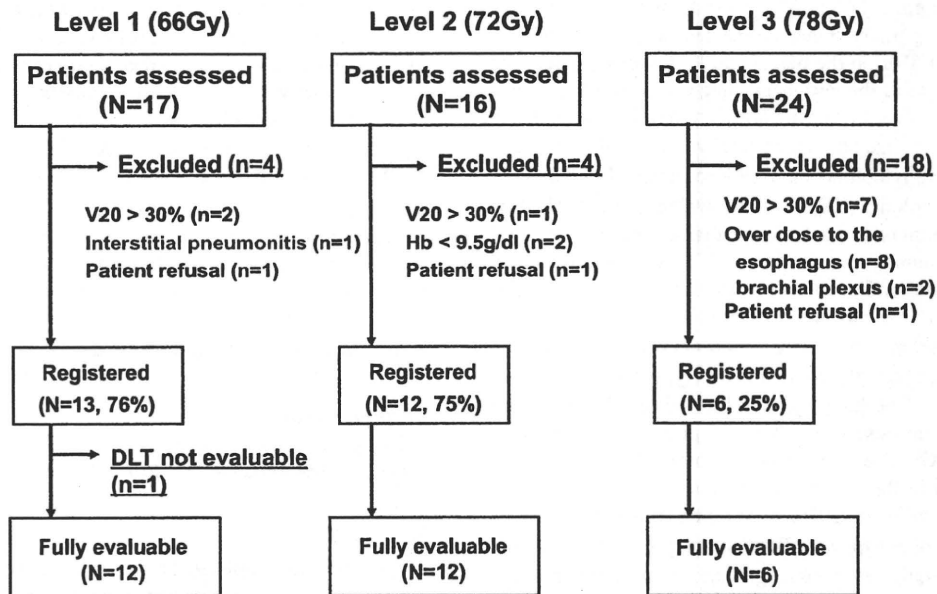 Level 1 (66Gy)
Patients assessed
(N=17)
Excluded (n=4)
V20 > 30% (n=2)
Interstitial pneumonitis (n=1)
Patient refusal (n=1)
Registered
(N=13, 76%)
DLT not evaluable
(n=1)
Fully evaluable
(N=12)
Level 2 (72Gy)
Patients assessed
(N=16)
Excluded (n=4)
V20 > 30% (n=1)
Hb < 9.5g/dl (n=2)
Patient refusal (n=1)
Registered
(N=12, 75%)
Fully evaluable
(N=12)
Level 3 (78Gy)
Patients assessed
(N=24)
Excluded (n=18)
V20 > 30% (n=7)
Over dose to the
esophagus (n=8)
brachial plexus (n=2)
Patient refusal (n=1)
Registered
(N=6, 25%)
Fully evaluable
(N=6)